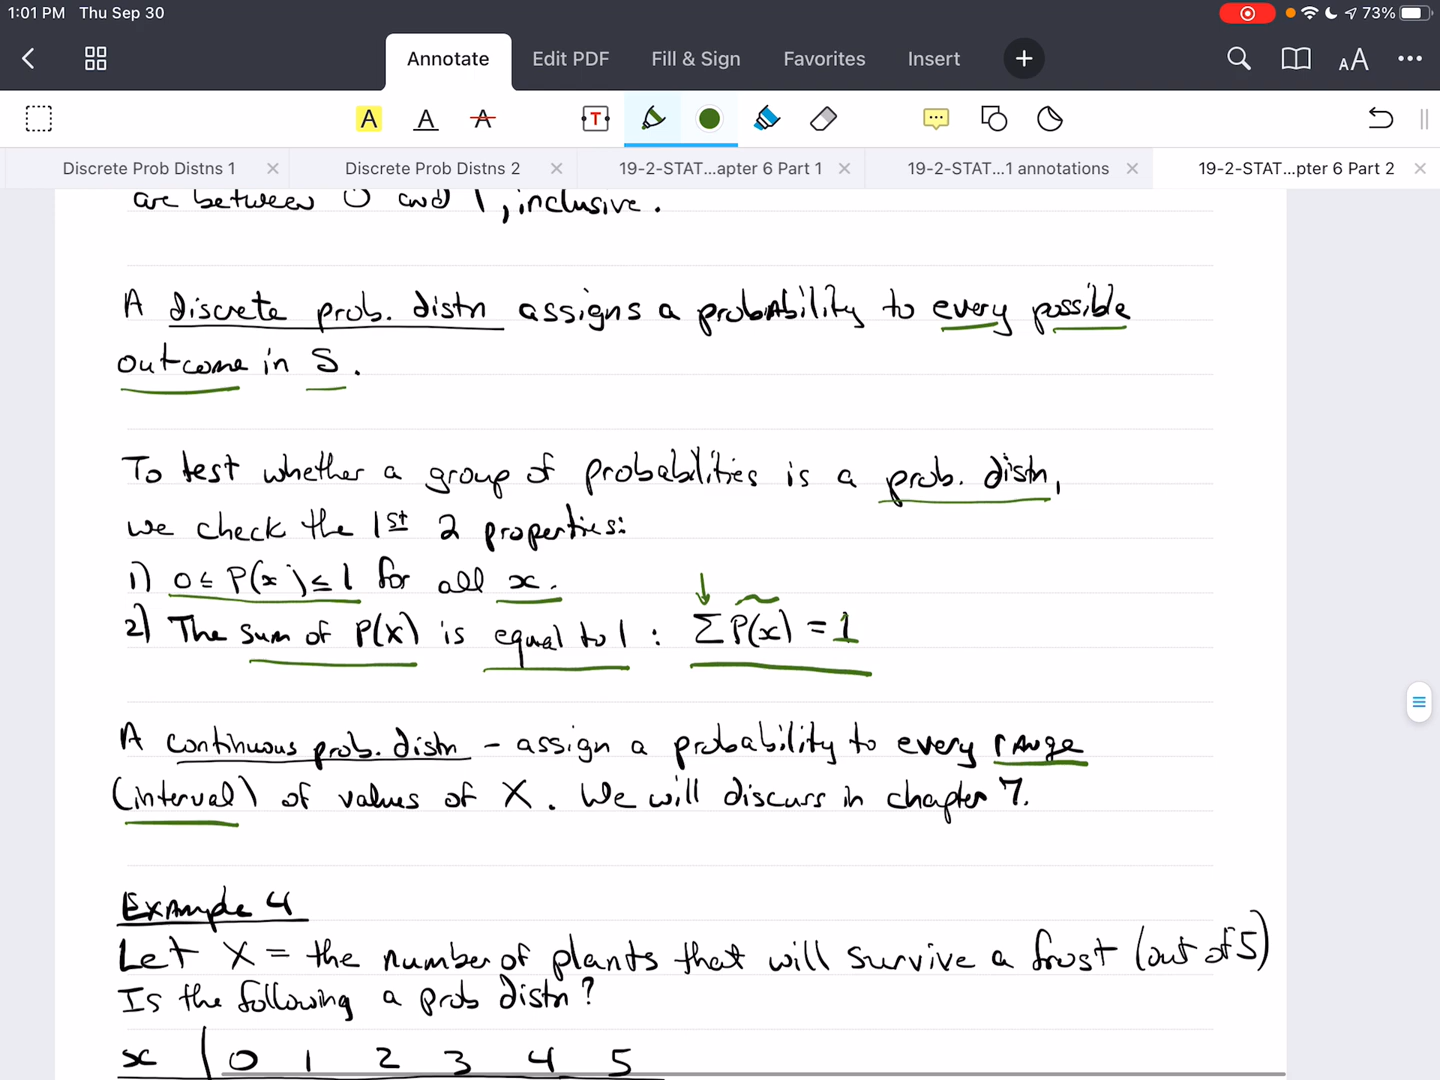 1:01 PM Thu Sep 30
73%
Annotate Edit PDF Fill & Sign Favorites Insert
A A A T AA
Discrete Prob Distns 1 Discrete Prob Distns 2 19-2-STAT...apter 6 Part 1 19-2-STAT...1 annotations 19-2-STAT...pter 6 Part 2
are between 0 and 1, inclusive.
A discrete prob. distn assigns a probability to every possible
outcome in S.
To test whether a group of probabilities is a prob. distn,
we check the 1st 2 properties:
1) 0 ≤ P(x) ≤ 1 for all x.
2) The sum of P(x) is equal to 1 : ΣP(x) = 1
A continuous prob. distn - assign a probability to every range
(interval) of values of X. We will discuss in chapter 7.
Example 4
Let X = the number of plants that will survive a frost (out of 5)
Is the following a prob distn?
x | 0 1 2 3 4 5